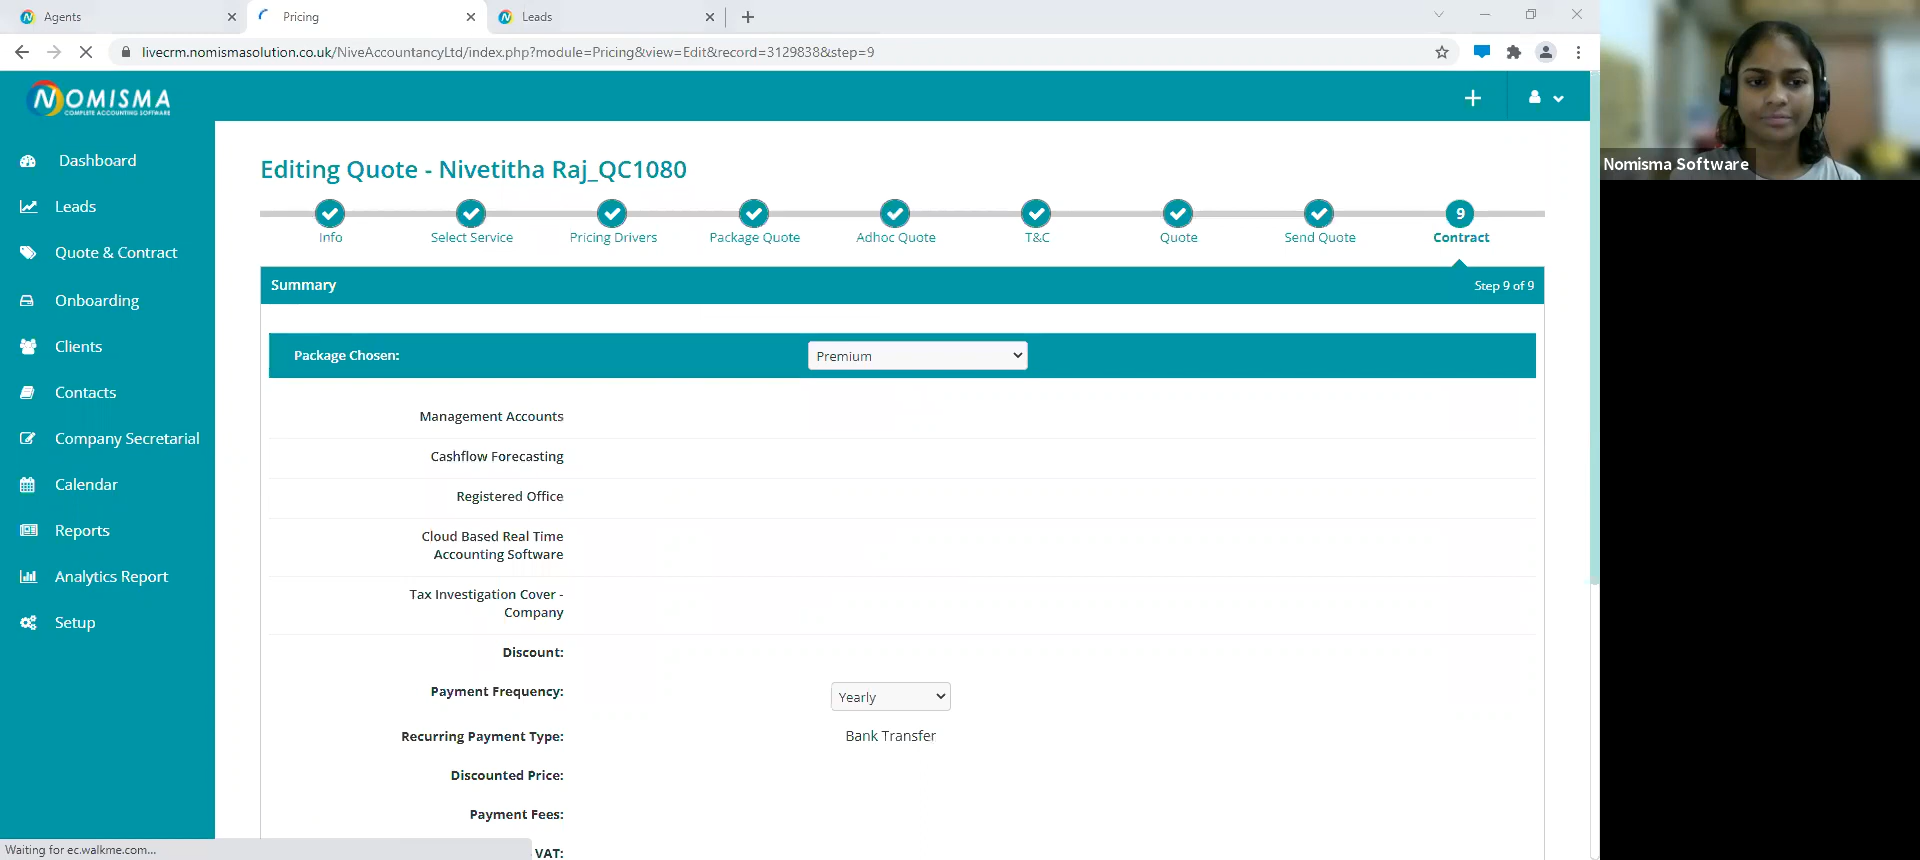 Agents
Pricing
Leads
livecrm.nomismasolution.co.uk/NiveAccountancyLtd/index.php?module=Pricing&view=Edit&record=3129838&step=9
NOMISMA
COMPLETE ACCOUNTING SOFTWARE
Dashboard
Leads
Quote & Contract
Onboarding
Clients
Contacts
Company Secretarial
Calendar
Reports
Analytics Report
Setup
Editing Quote - Nivetitha Raj_QC1080
9
Info
Select Service
Pricing Drivers
Package Quote
Adhoc Quote
T&C
Quote
Send Quote
Contract
Summary
Step 9 of 9
Package Chosen:
Premium
Management Accounts
Cashflow Forecasting
Registered Office
Cloud Based Real Time
Accounting Software
Tax Investigation Cover -
Company
Discount:
Payment Frequency:
Yearly
Recurring Payment Type:
Bank Transfer
Discounted Price:
Payment Fees:
VAT:
Waiting for ec.walkme.com...
Nomisma Software